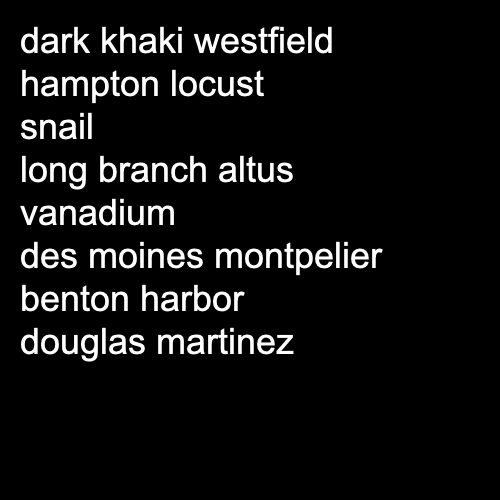 dark khaki westfield
hampton locust
snail
long branch altus
vanadium
des moines montpelier
benton harbor
douglas martinez